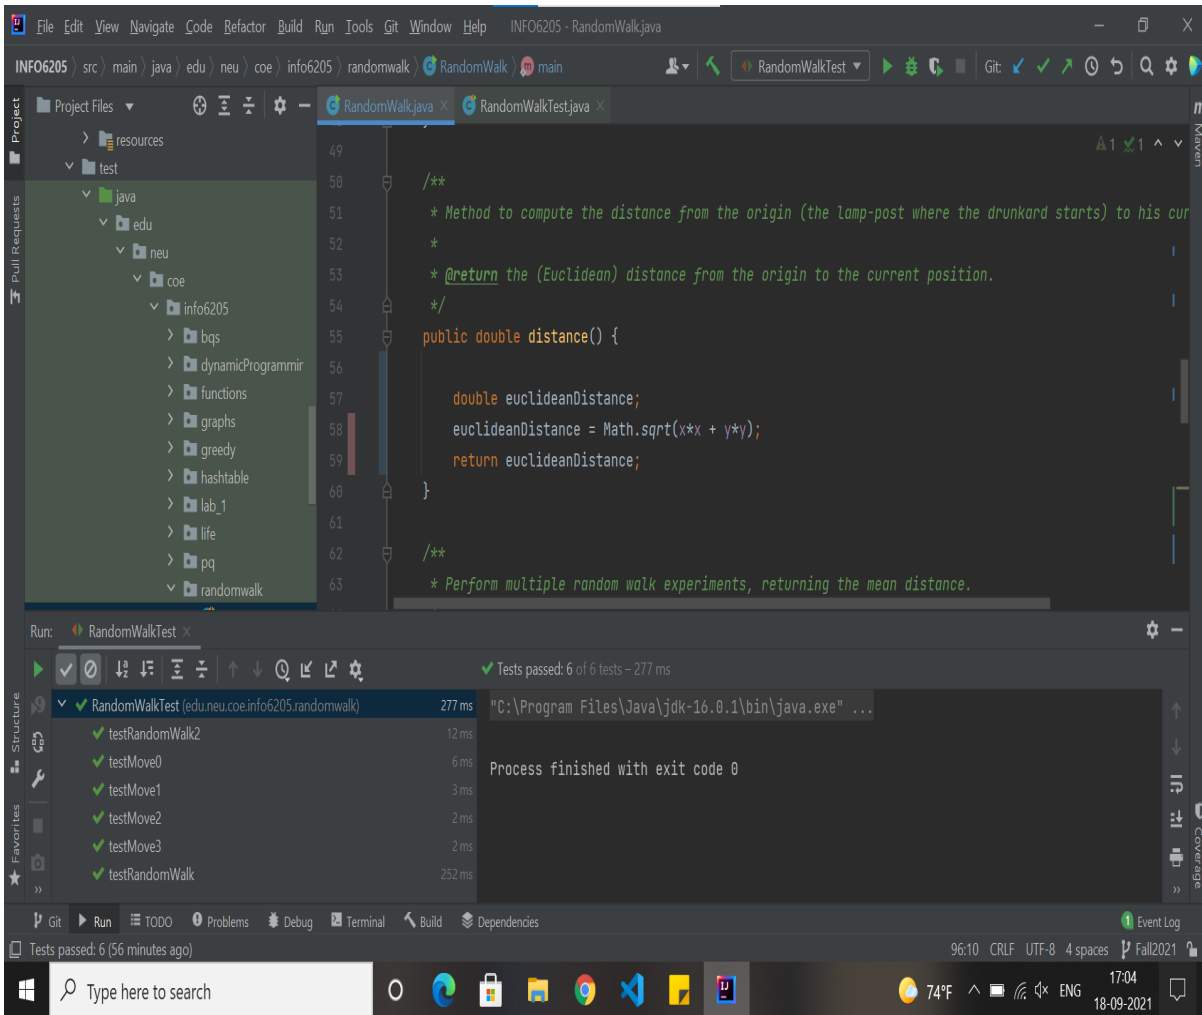 File Edit View Navigate Code Refactor Build Run Tools Git Window Help INFO6205 - RandomWalk.java
INFO6205 src main java edu neu coe info6205 randomwalk RandomWalk main RandomWalkTest Git:
Project Files RandomWalk.java RandomWalkTest.java
Project
Pull Requests
Structure
Favorites
Maven
Coverage
resources
test
java
edu
neu
coe
info6205
bqs
dynamicProgrammir
functions
graphs
greedy
hashtable
lab_1
life
pq
randomwalk
1 1
49
50 /**
51 * Method to compute the distance from the origin (the lamp-post where the drunkard starts) to his cur
52 *
53 * @return the (Euclidean) distance from the origin to the current position.
54 */
55 public double distance() {
56
57 double euclideanDistance;
58 euclideanDistance = Math.sqrt(x*x + y*y);
59 return euclideanDistance;
60 }
61
62 /**
63 * Perform multiple random walk experiments, returning the mean distance.
Run: RandomWalkTest
Tests passed: 6 of 6 tests – 277 ms
RandomWalkTest (edu.neu.coe.info6205.randomwalk) 277 ms
testRandomWalk2 12 ms
testMove0 6 ms
testMove1 3 ms
testMove2 2 ms
testMove3 2 ms
testRandomWalk 252 ms
"C:\Program Files\Java\jdk-16.0.1\bin\java.exe" ...
Process finished with exit code 0
Git Run TODO Problems Debug Terminal Build Dependencies 1 Event Log
Tests passed: 6 (56 minutes ago) 96:10 CRLF UTF-8 4 spaces Fall2021
Type here to search 74°F ENG 17:04
18-09-2021